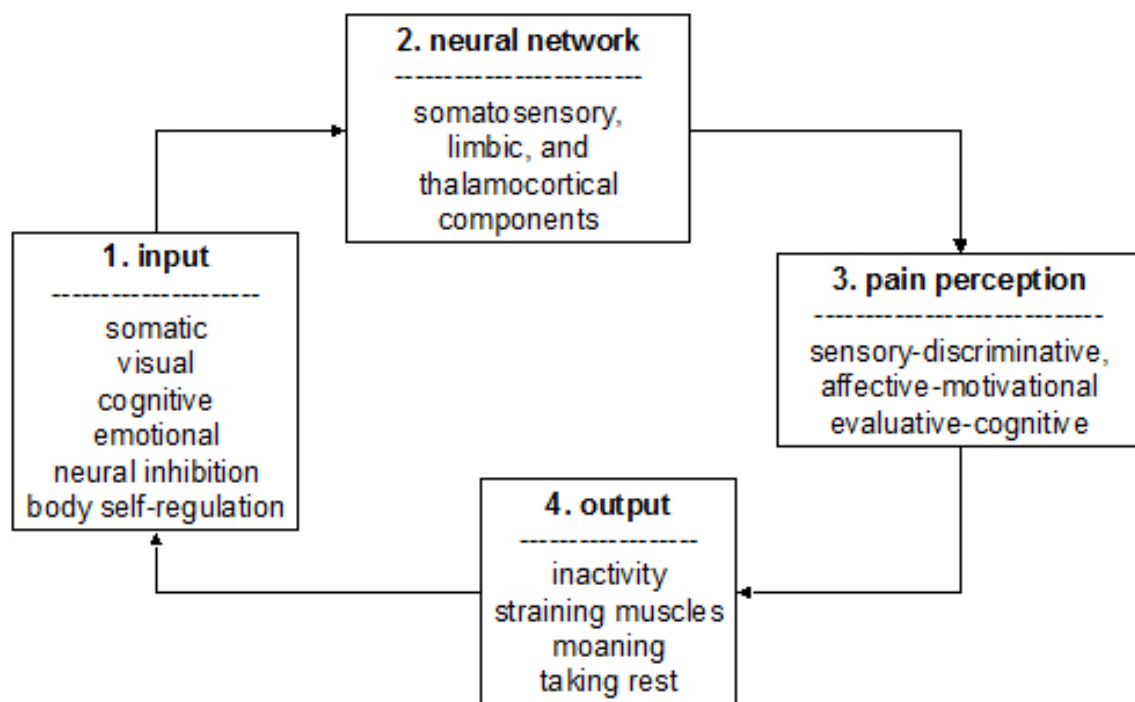 1. input
---------------------
somatic
visual
cognitive
emotional
neural inhibition
body self-regulation
2. neural network
-------------------------
somatosensory,
limbic, and
thalamocortical
components
3. pain perception
-----------------------------
sensory-discriminative,
affective-motivational
evaluative-cognitive
4. output
------------------
inactivity
straining muscles
moaning
taking rest